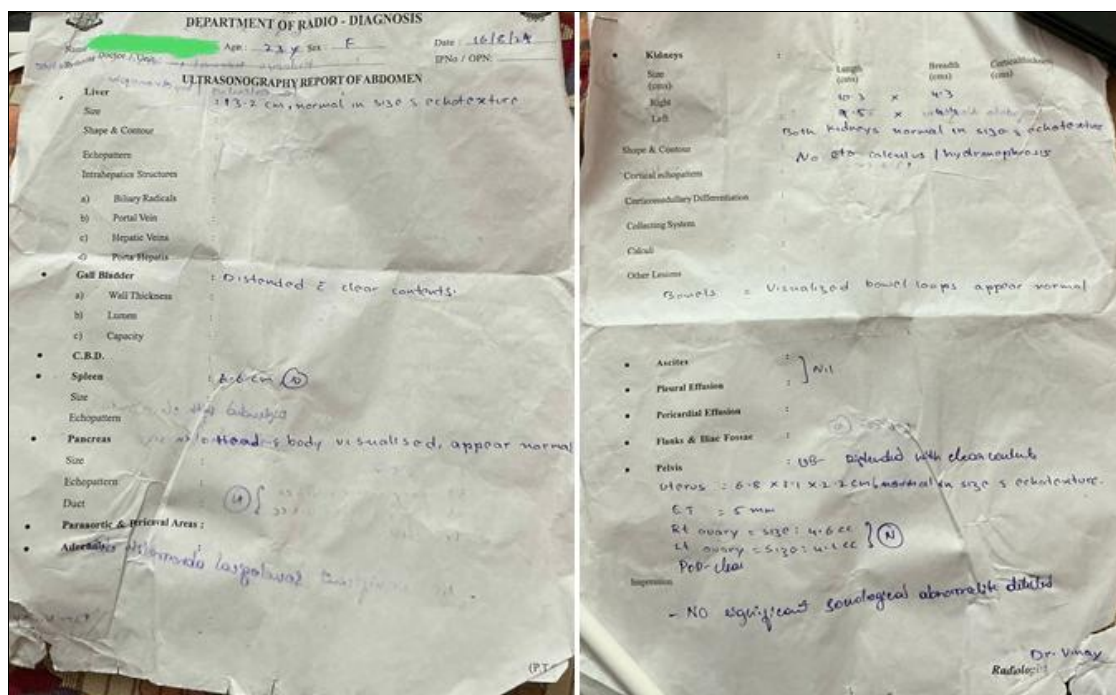 DEPARTMENT OF RADIO - DIAGNOSIS
Name Age : 23 y Sex : F Date : 16/8/24
Doctor / Unit IPNo / OPN:
ULTRASONOGRAPHY REPORT OF ABDOMEN
Liver
Size : 13.2 cm, normal in size & echotexture
Shape & Contour :
Echopattern
Intrahepatics Structures
a) Biliary Radicals :
b) Portal Vein :
c) Hepatic Veins :
d) Porta Hepatis :
• Gall Bladder : Distended c clear contents.
a) Wall Thickness :
b) Lumen :
c) Capacity :
• C.B.D. :
• Spleen : cm (N)
Size
Echopattern
• Pancreas Head & body visualised, appear normal
Size :
Echopattern :
Duct :
• Paraaortic & Pericaval Areas :
• Adrenals :
(P.T
• Kidneys :
Size Length Breadth Corticalthickness
(cms) (cms) (cms) (cms)
Right 10.3 x 4.3
Left 9.55 x
Both kidneys normal in size & echotexture
Shape & Contour : No e/o calculus / hydronephrosis
Cortical echopattern
Corticomedullary Differentiation :
Collecting System :
Calculi :
Other Lesions
Bowels = Visualized bowel loops appear normal
• Ascites : ] Nil
• Pleural Effusion :
• Pericardial Effusion :
• Flanks & Iliac Fossae :
• Pelvis : UB- Distended with clear contents
Uterus : 6.8 x 3.1 x 2.2 cm, normal in size & echotexture.
ET = 5 mm
Rt ovary = size : 4.6 cc } (N)
Lt ovary = size : 4.1 cc
POD- clear
Impression
- NO significant sonological abnormalite ditected
Dr. Vinay
Radiologist